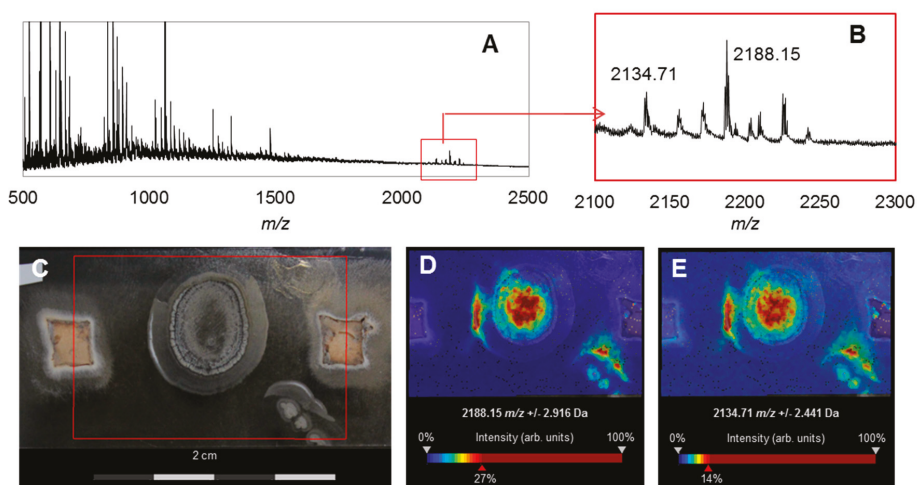 A
500 1000 1500 2000 2500
m/z
B
2134.71
2188.15
2100 2150 2200 2250 2300
m/z
C
2 cm
D
2188.15 m/z +/- 2.916 Da
0% Intensity (arb. units) 100%
27%
E
2134.71 m/z +/- 2.441 Da
0% Intensity (arb. units) 100%
14%